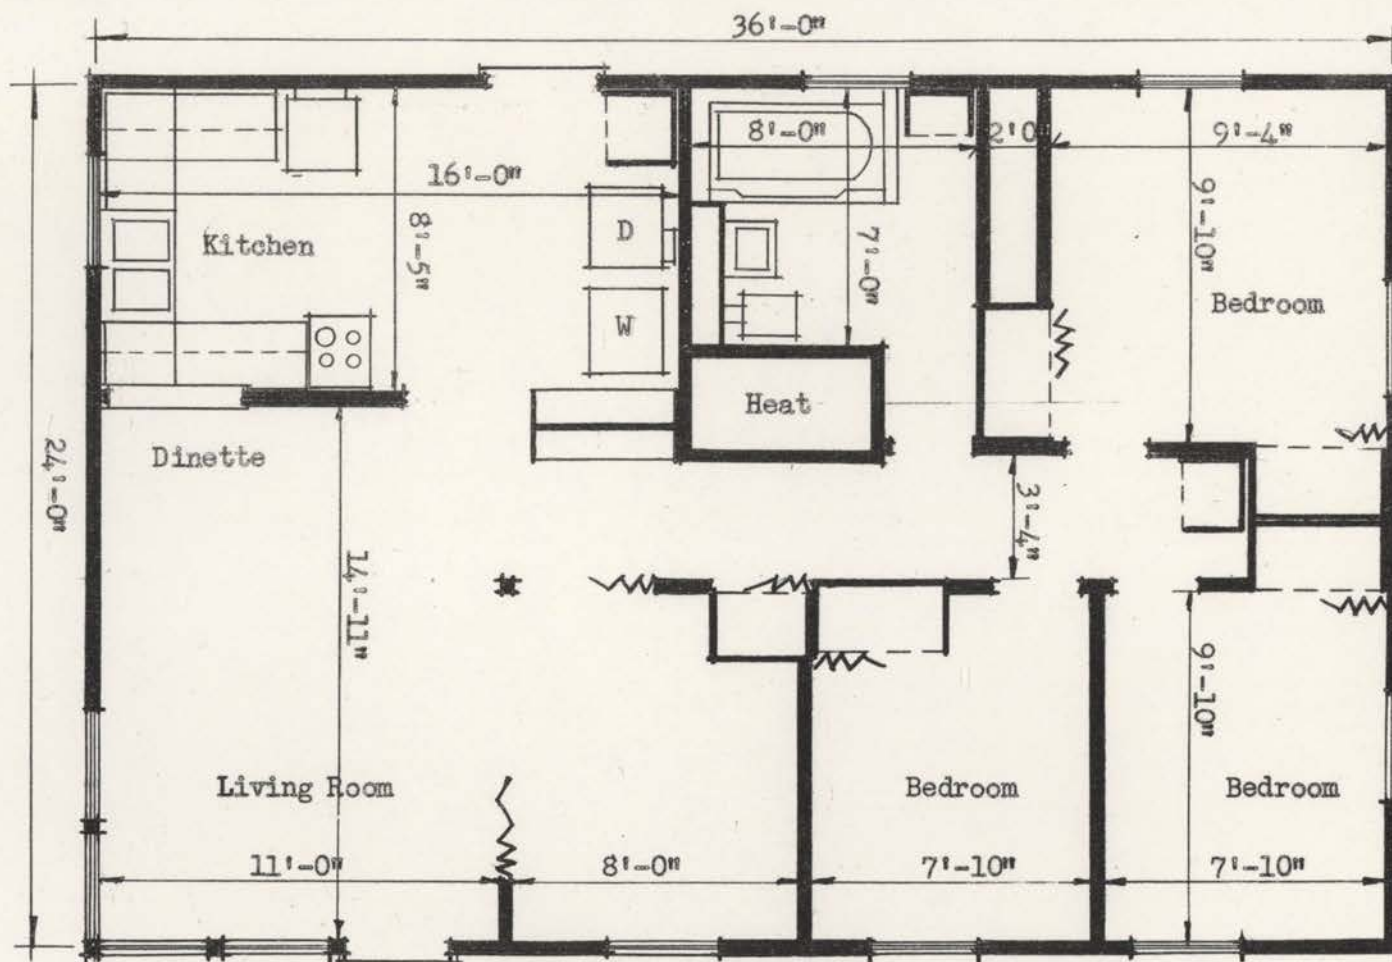 36'-0"
8'-0"
2'0
9'-4"
16'-0"
8'-5"
Kitchen
D
7'-0"
9'-10"
W
Bedroom
Heat
Dinette
24'-0"
3'-4"
14'-11"
9'-10"
Living Room
Bedroom
Bedroom
11'-0"
8'-0"
7'-10"
7'-10"